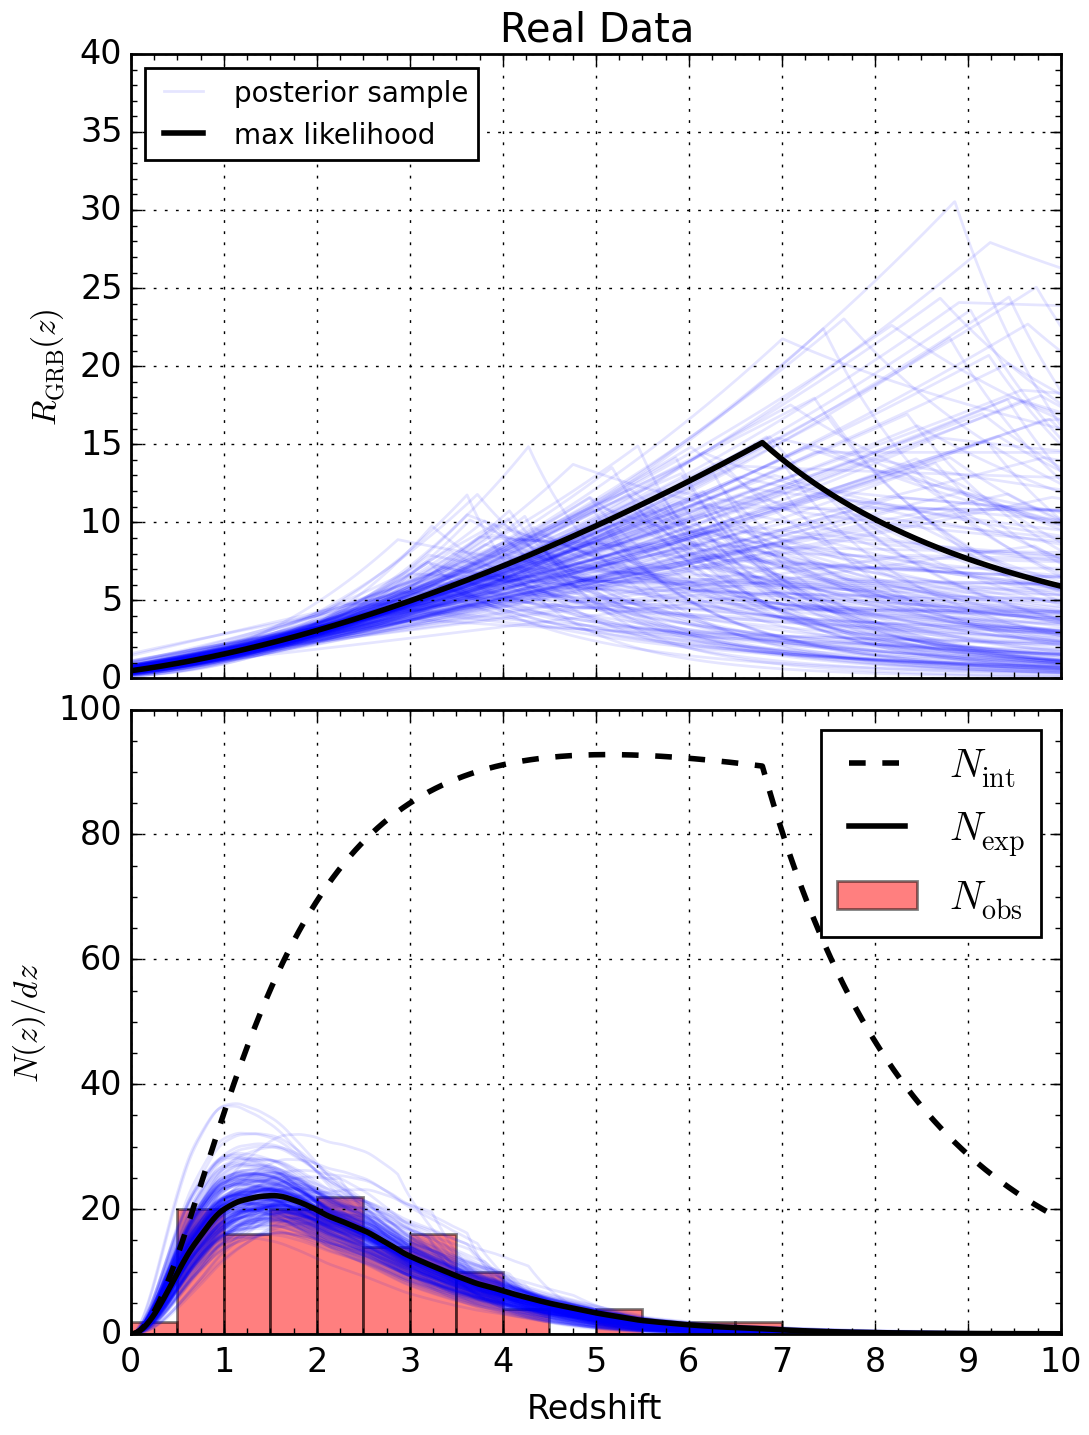 Real Data
40
35
30
25
20
15
10
5
0
posterior sample
max likelihood
R_GRB(z)
100
80
60
40
20
0
N_int
N_exp
N_obs
N(z)/dz
0 1 2 3 4 5 6 7 8 9 10
Redshift